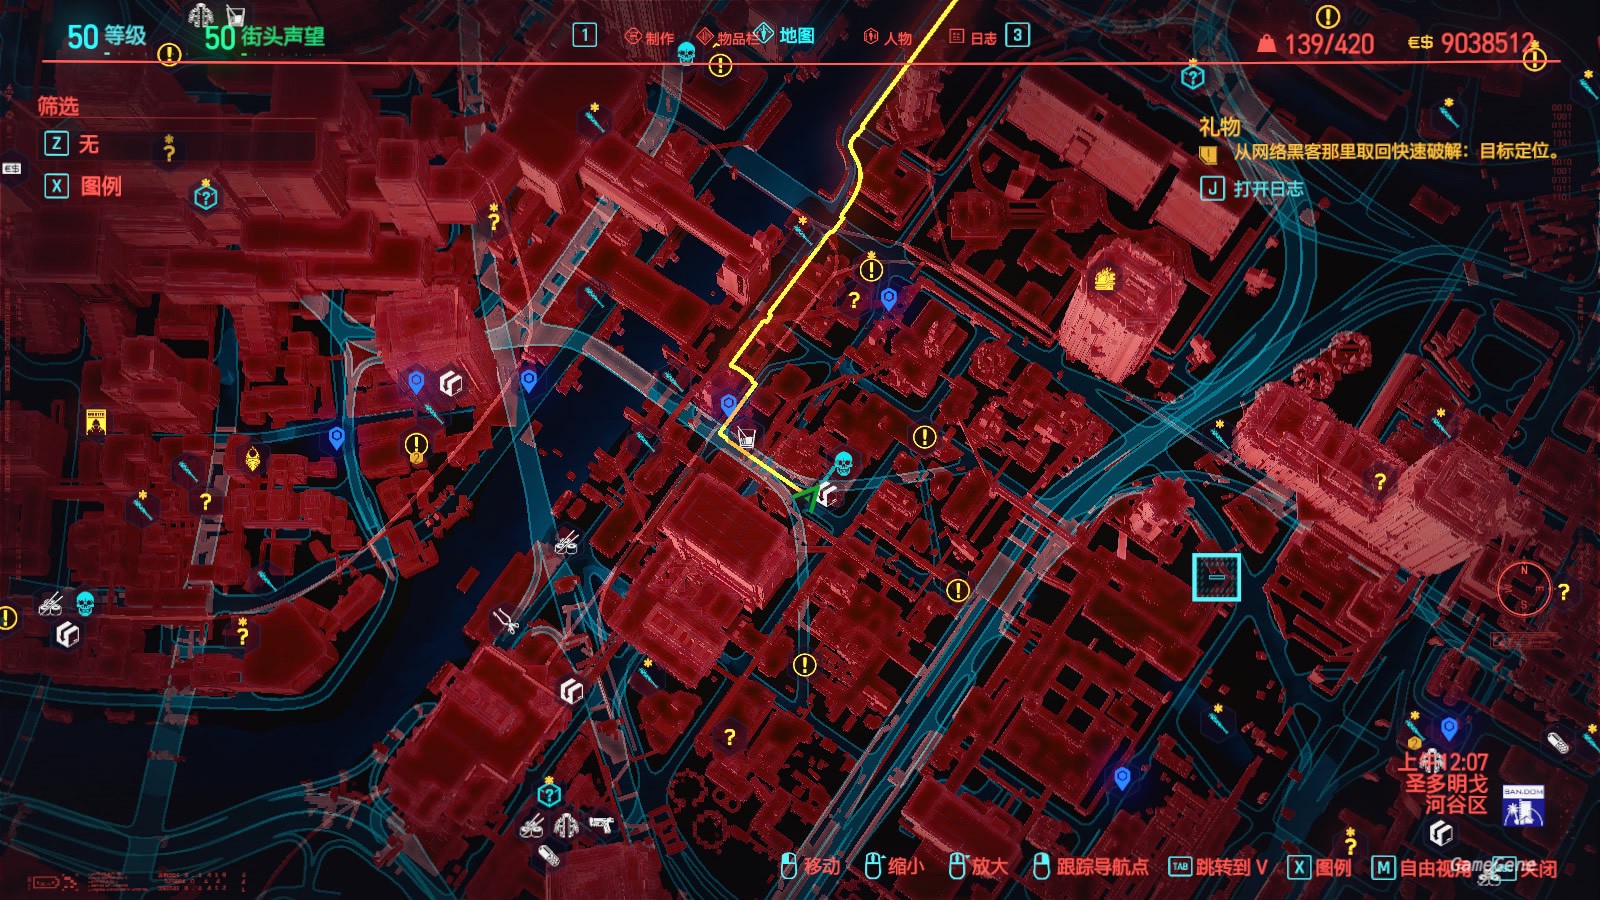 50 等级
50 街头声望
1
制作
物品栏
地图
人物
日志
3
139/420
€$ 9038512
筛选
Z 无
X 图例
礼物
从网络黑客那里取回快速破解：目标定位。
J 打开日志
€$
N
S
上午12:07
圣多明戈
河谷区
SAN.DOM
移动
缩小
放大
跟踪导航点
TAB 跳转到 V
X 图例
M 自由视角
关闭
GameGene